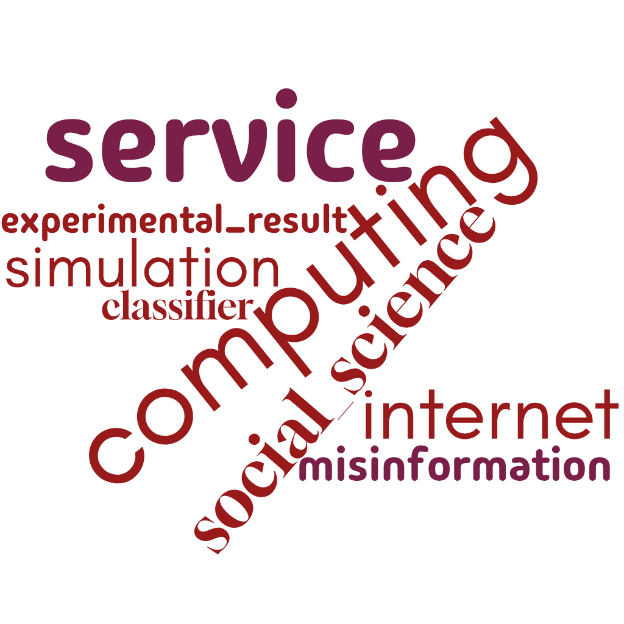 service
experimental_result
simulation
classifier
computing
social_science
internet
misinformation